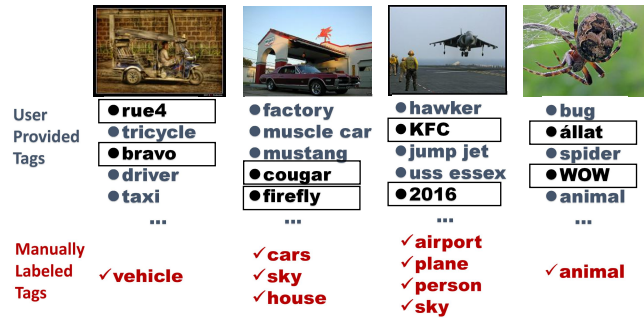 User
Provided
Tags
rue4
tricycle
bravo
driver
taxi
...
factory
muscle car
mustang
cougar
firefly
...
hawker
KFC
jump jet
uss essex
2016
...
bug
állat
spider
WOW
animal
...
Manually
Labeled
Tags
✓vehicle
✓cars
✓sky
✓house
✓airport
✓plane
✓person
✓sky
✓animal